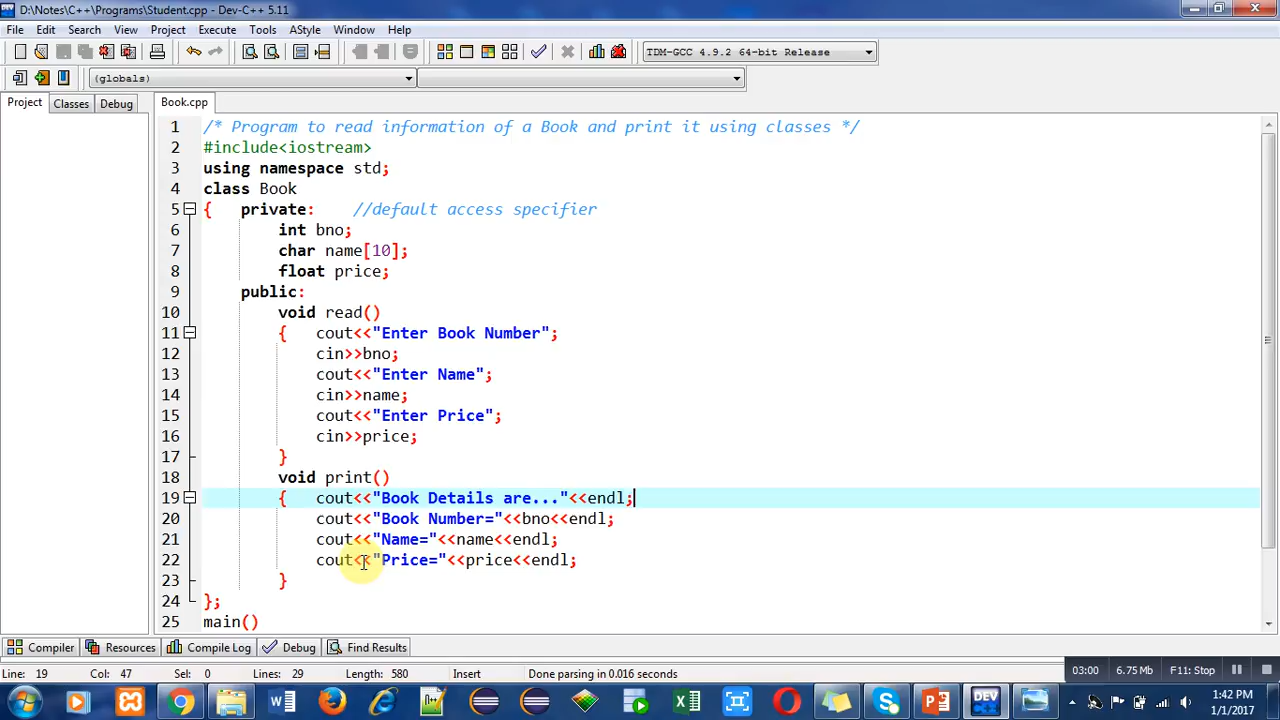 D:\Notes\C++\Programs\Student.cpp - Dev-C++ 5.11
File Edit Search View Project Execute Tools AStyle Window Help
TDM-GCC 4.9.2 64-bit Release
(globals)
Project Classes Debug Book.cpp
1 /* Program to read information of a Book and print it using classes */
2 #include<iostream>
3 using namespace std;
4 class Book
5 { private: //default access specifier
6 int bno;
7 char name[10];
8 float price;
9 public:
10 void read()
11 { cout<<"Enter Book Number";
12 cin>>bno;
13 cout<<"Enter Name";
14 cin>>name;
15 cout<<"Enter Price";
16 cin>>price;
17 }
18 void print()
19 { cout<<"Book Details are..."<<endl;
20 cout<<"Book Number="<<bno<<endl;
21 cout<<"Name="<<name<<endl;
22 cout<<"Price="<<price<<endl;
23 }
24 };
25 main()
Compiler Resources Compile Log Debug Find Results
Line: 19 Col: 47 Sel: 0 Lines: 29 Length: 580 Insert Done parsing in 0.016 seconds
03:00 6.75 Mb F11: Stop
DEV
1:42 PM
1/1/2017